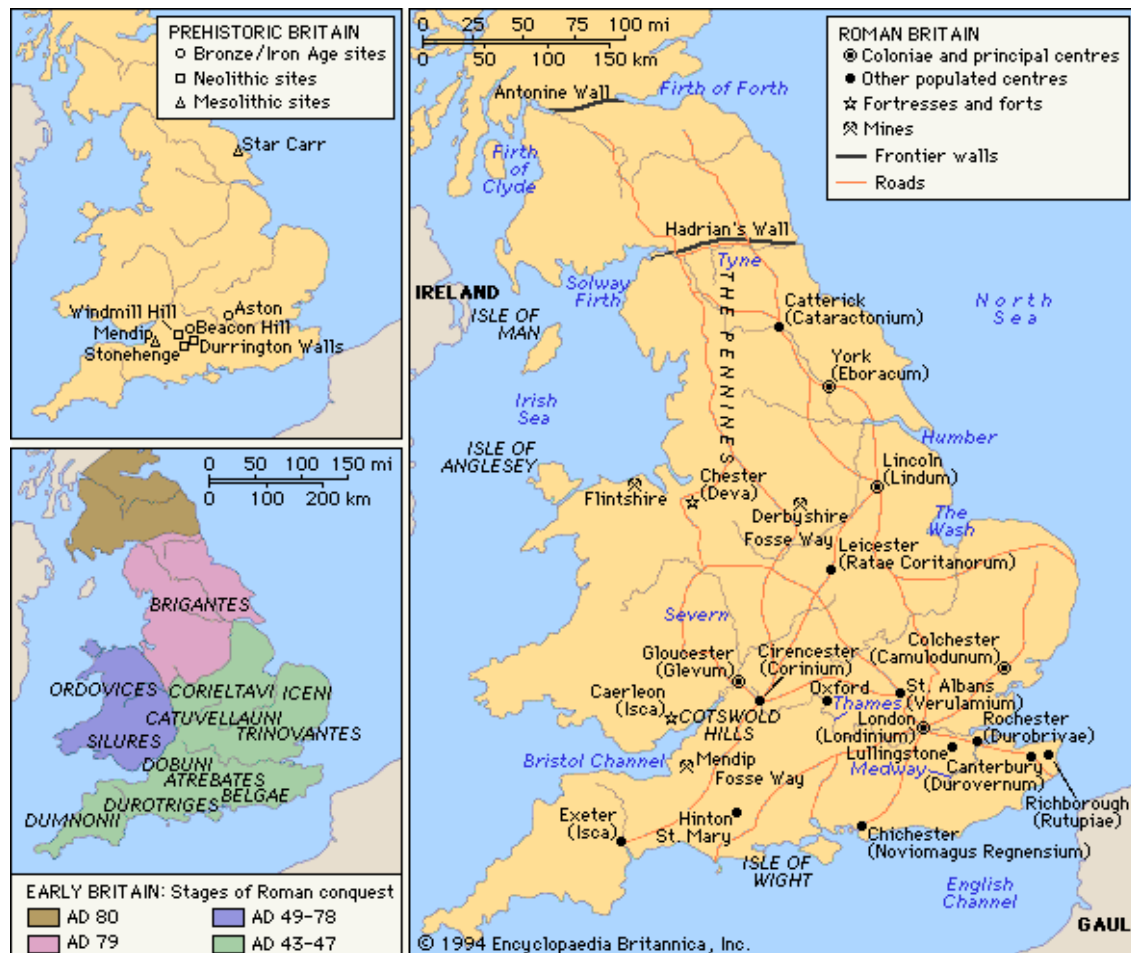 PREHISTORIC BRITAIN
Bronze/Iron Age sites
Neolithic sites
Mesolithic sites
Star Carr
Windmill Hill
Aston
Beacon Hill
Mendip
Durrington Walls
Stonehenge
0 50 100 150 mi
0 100 200 km
BRIGANTES
ORDOVICES
CORIELTAVI
ICENI
CATUVELLAUNI
TRINOVANTES
SILURES
DOBUNI
ATREBATES
BELGAE
DUROTRIGES
DUMNONII
EARLY BRITAIN: Stages of Roman conquest
AD 80
AD 49-78
AD 79
AD 43-47
0 25 50 75 100 mi
0 50 100 150 km
ROMAN BRITAIN
Coloniae and principal centres
Other populated centres
Fortresses and forts
Mines
Frontier walls
Roads
Antonine Wall
Firth of Forth
Firth
of
Clyde
Hadrian's Wall
Tyne
Solway
Firth
IRELAND
ISLE OF
MAN
THE PENNINES
Catterick
(Cataractonium)
North
Sea
York
(Eboracum)
Irish
Sea
Humber
ISLE OF
ANGLESEY
Lincoln
(Lindum)
Chester
(Deva)
Flintshire
Derbyshire
The
Wash
Fosse Way
Leicester
(Ratae Coritanorum)
Severn
Colchester
(Camulodunum)
Gloucester
(Glevum)
Cirencester
(Corinium)
Caerleon
(Isca)
Oxford
St. Albans
(Verulamium)
COTSWOLD
HILLS
Thames
London
(Londinium)
Rochester
(Durobrivae)
Lullingstone
Bristol Channel
Mendip
Medway
Canterbury
(Durovernum)
Fosse Way
Richborough
(Rutupiae)
Exeter
(Isca)
Hinton
St. Mary
Chichester
(Noviomagus Regnensium)
ISLE OF
WIGHT
English
Channel
GAUL
© 1994 Encyclopaedia Britannica, Inc.